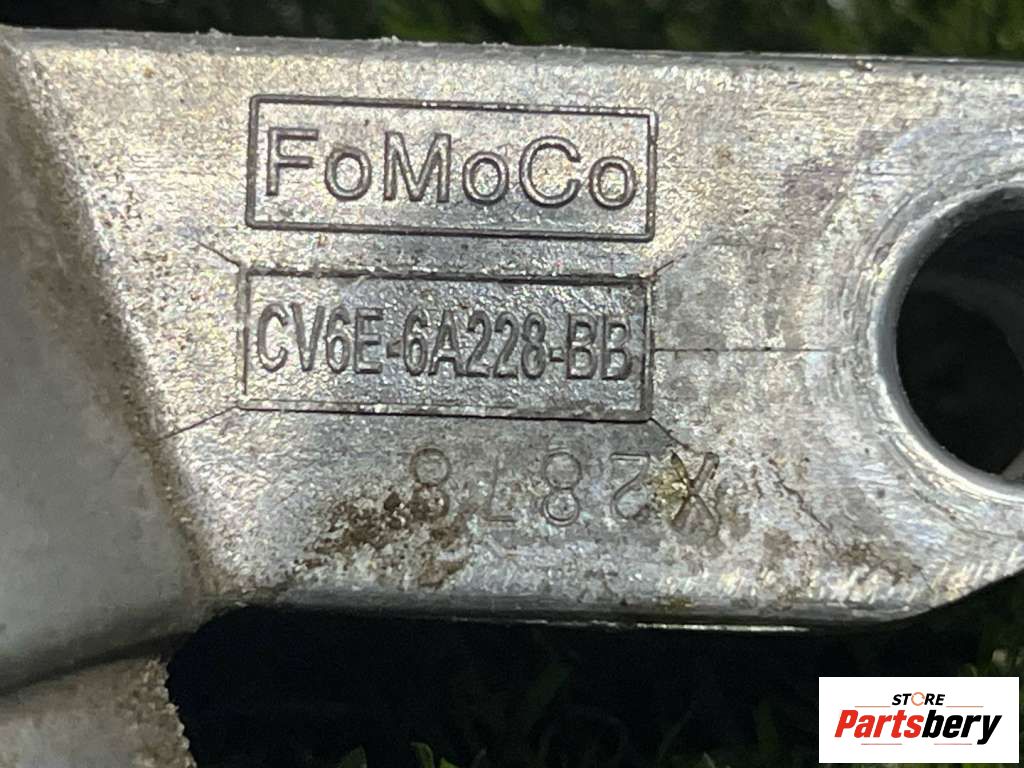 FoMoCo
CV6E-6A228-BB
X2878
STORE
Partsbery